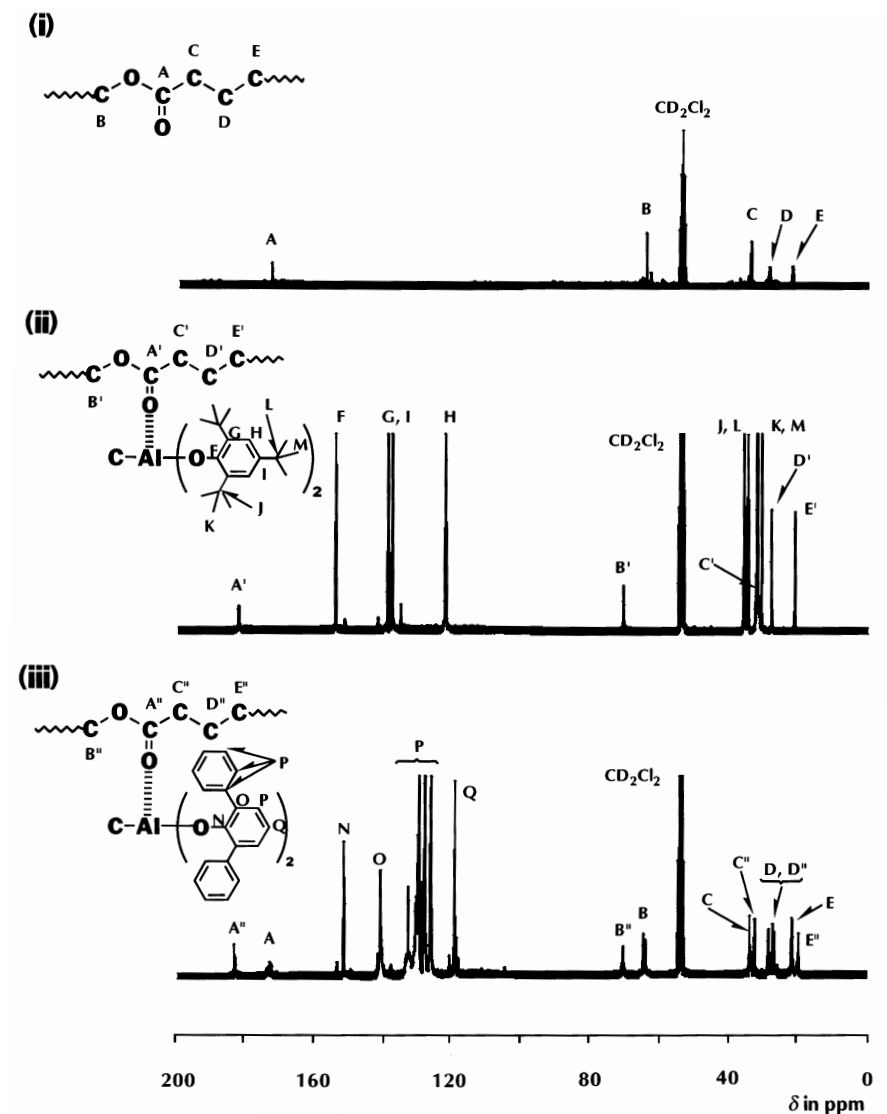 (i)
C E
O A
C C
C C C
B D
O
CD2Cl2
B
C D E
A
(ii)
C' E'
O A' D'
C C C
C C
B'
O
L
G H
F
C-Al O M
I
2
K J
F G, I H
CD2Cl2
J, L K, M
D'
E'
C'
B'
A'
(iii)
C" E"
O A" D"
C C C
C C
B"
O
P
O P
N
C-Al O Q
2
P
CD2Cl2
Q
N
O
C" D, D"
C E
A" A
B" B
E"
200 160 120 80 40 0
δ in ppm